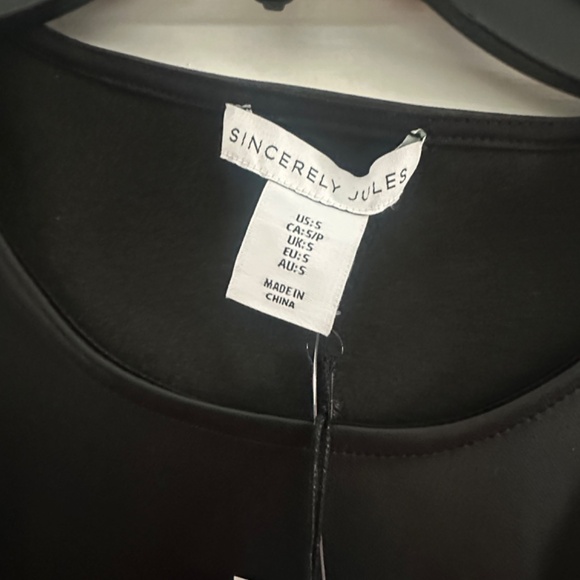 SINCERELY JULES
US:S
CA:S/P
UK:S
EU:S
AU:S
MADE IN
CHINA